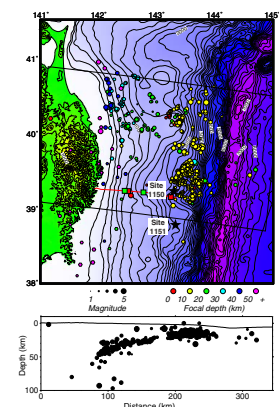 141° 142° 143° 144° 145°
41°
40°
39°
38°
Site
1150
Site
1151
1 5
Magnitude
0 10 20 30 40 50 +
Focal depth (km)
0
50
100
Depth (km)
0 100 200 300
Distance (km)